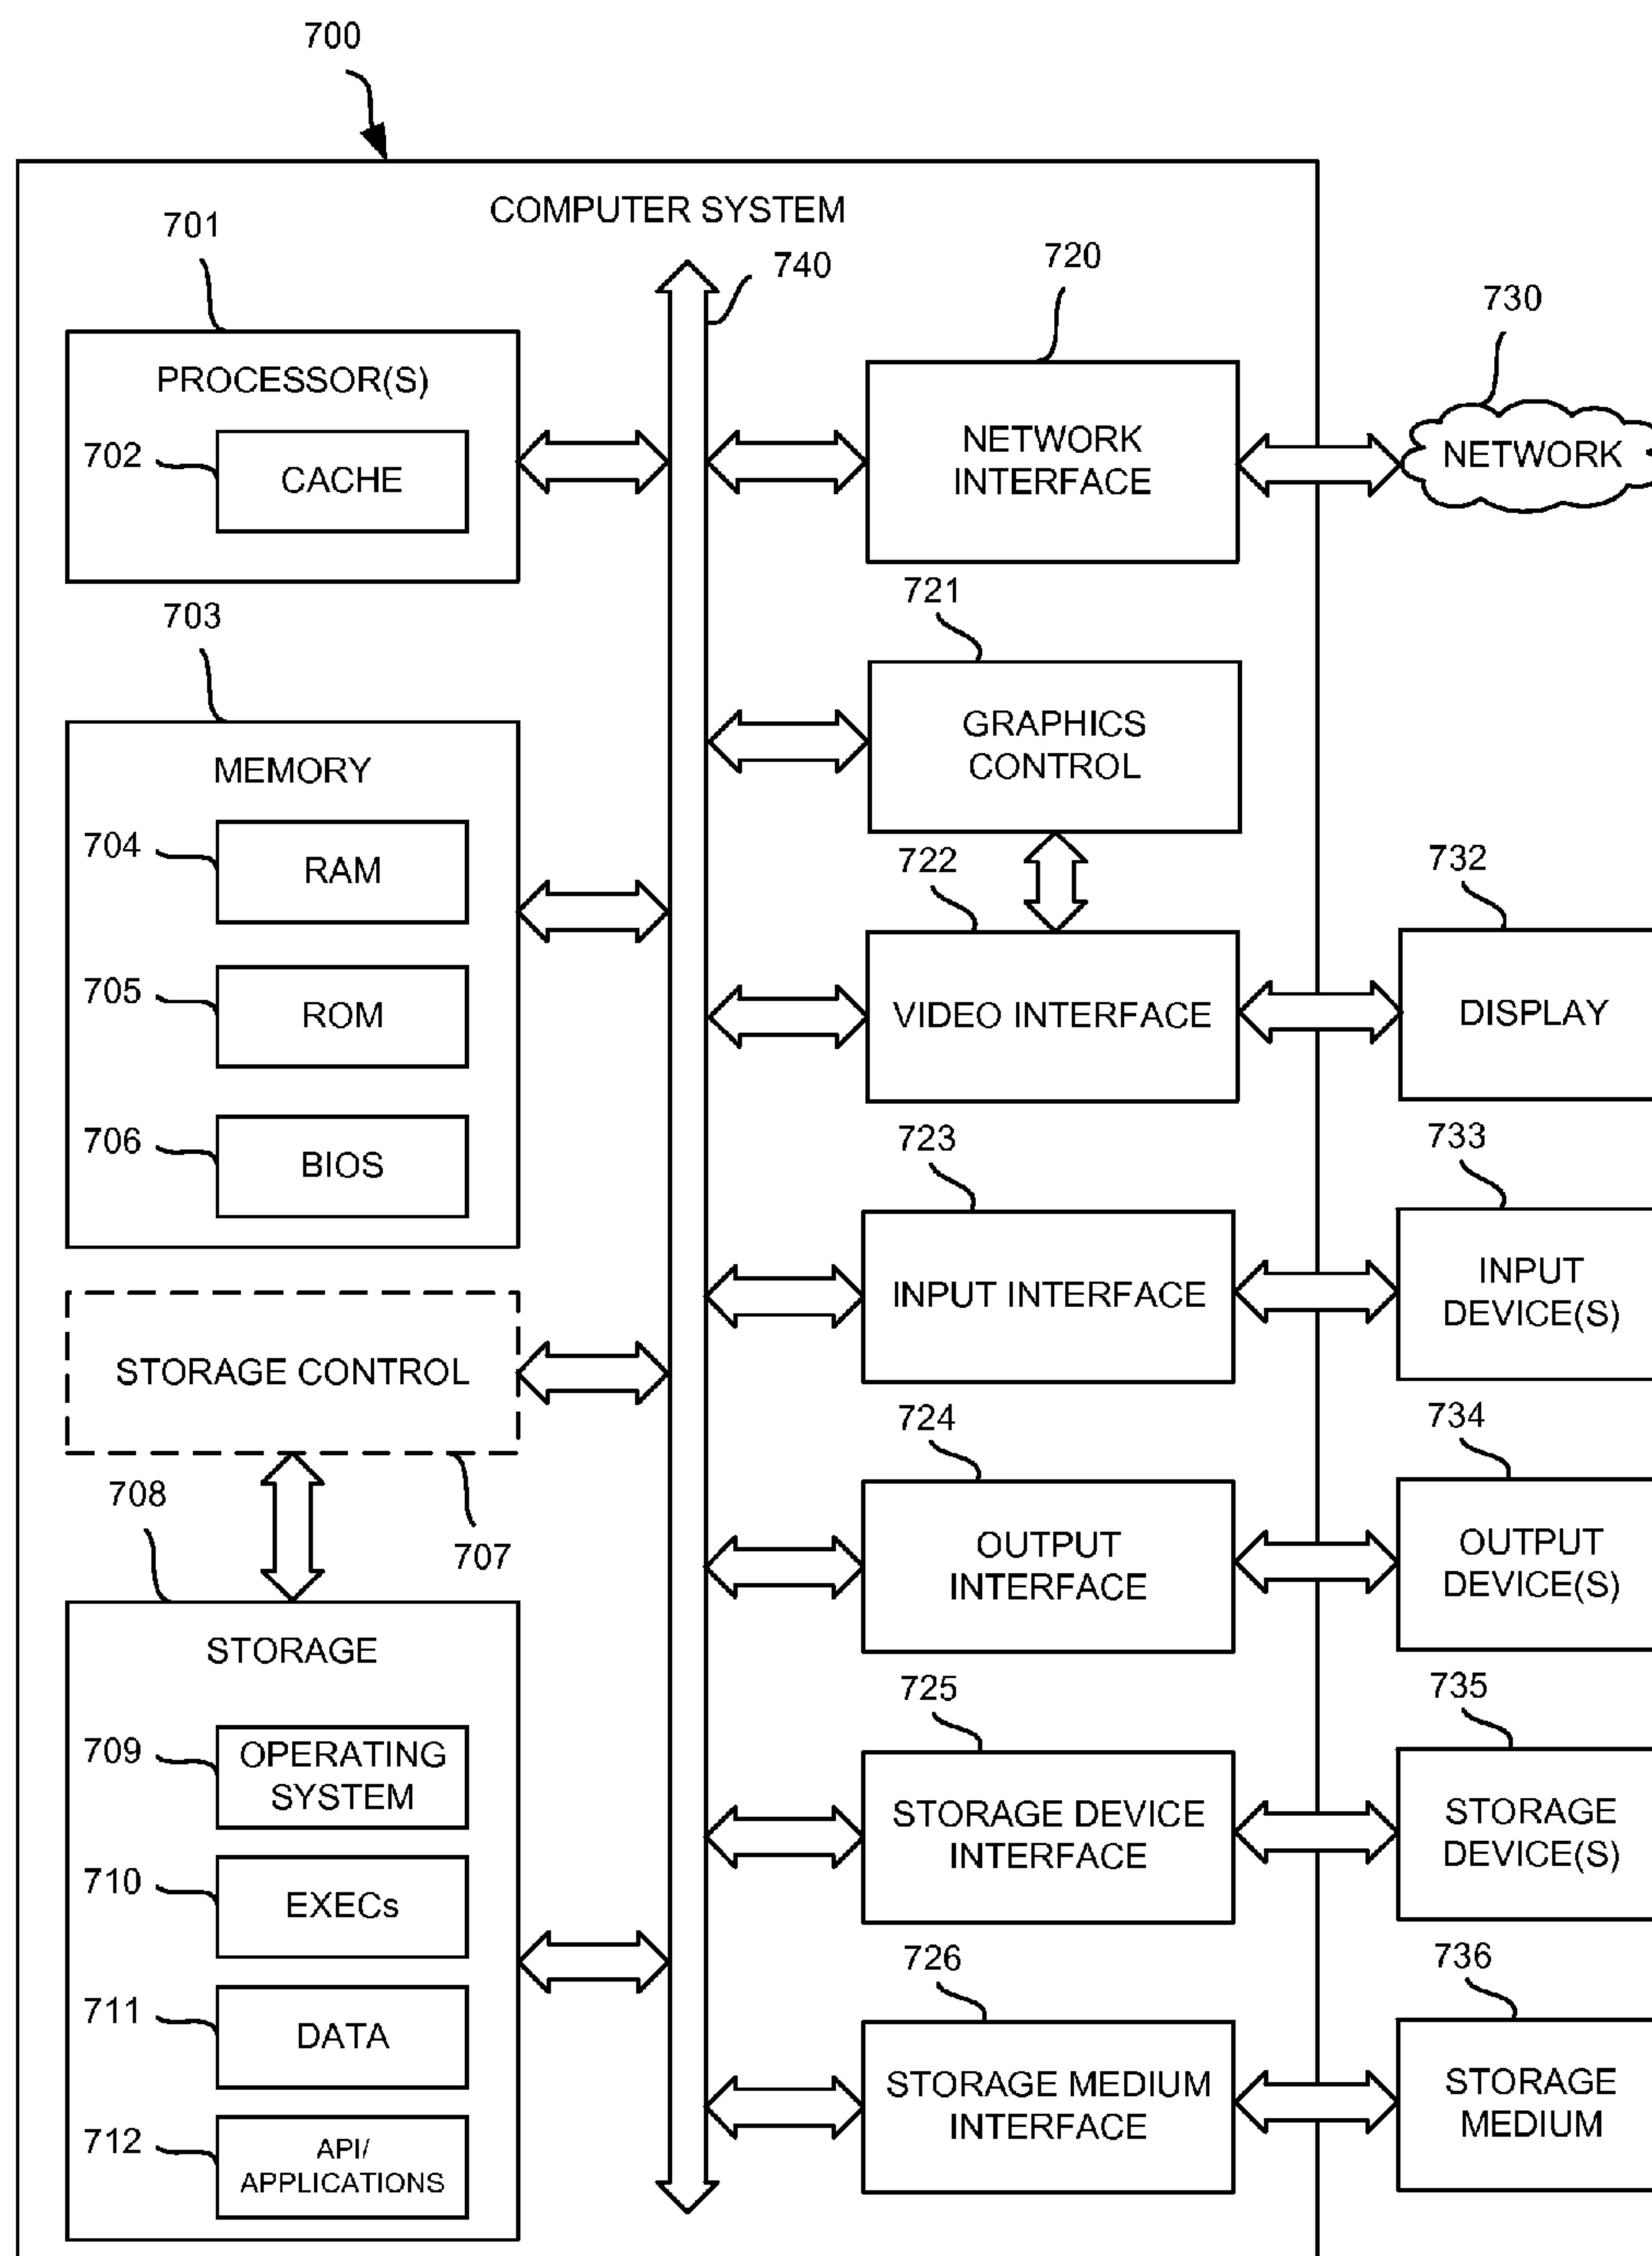 700
COMPUTER SYSTEM
701
740
720
730
PROCESSOR(S)
702
CACHE
NETWORK
INTERFACE
NETWORK
703
721
MEMORY
GRAPHICS
CONTROL
704
RAM
722
732
705
ROM
VIDEO INTERFACE
DISPLAY
706
BIOS
723
733
INPUT INTERFACE
INPUT
DEVICE(S)
STORAGE CONTROL
707
724
734
708
OUTPUT
INTERFACE
OUTPUT
DEVICE(S)
STORAGE
725
735
709
OPERATING
SYSTEM
STORAGE DEVICE
INTERFACE
STORAGE
DEVICE(S)
710
EXECs
726
736
711
DATA
STORAGE MEDIUM
INTERFACE
STORAGE
MEDIUM
712
API/
APPLICATIONS